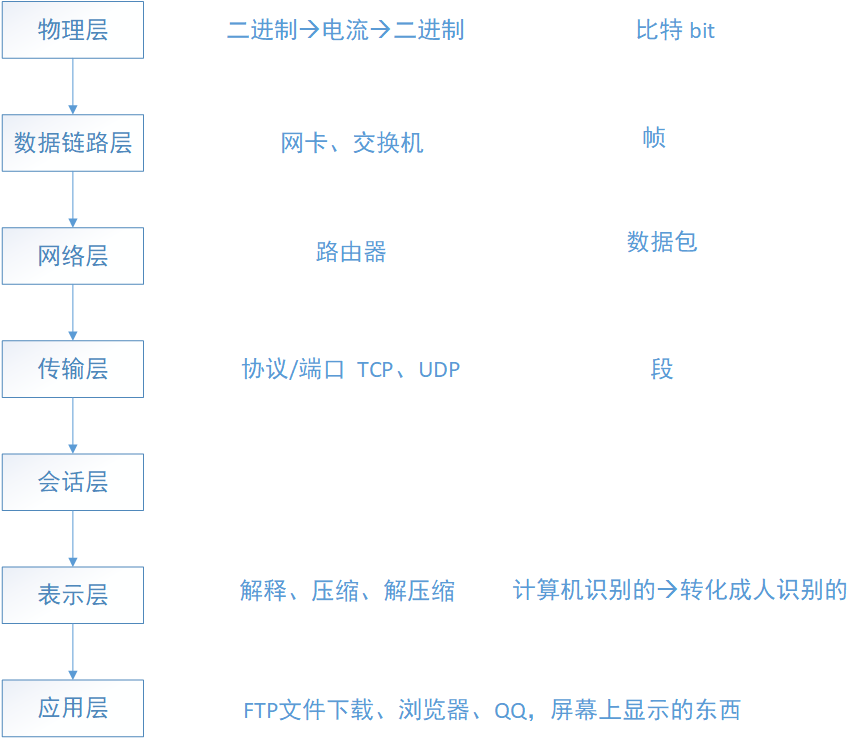 物理层 二进制→电流→二进制 比特 bit
数据链路层 网卡、交换机 帧
网络层 路由器 数据包
传输层 协议/端口 TCP、UDP 段
会话层
表示层 解释、压缩、解压缩 计算机识别的→转化成人识别的
应用层 FTP文件下载、浏览器、QQ，屏幕上显示的东西